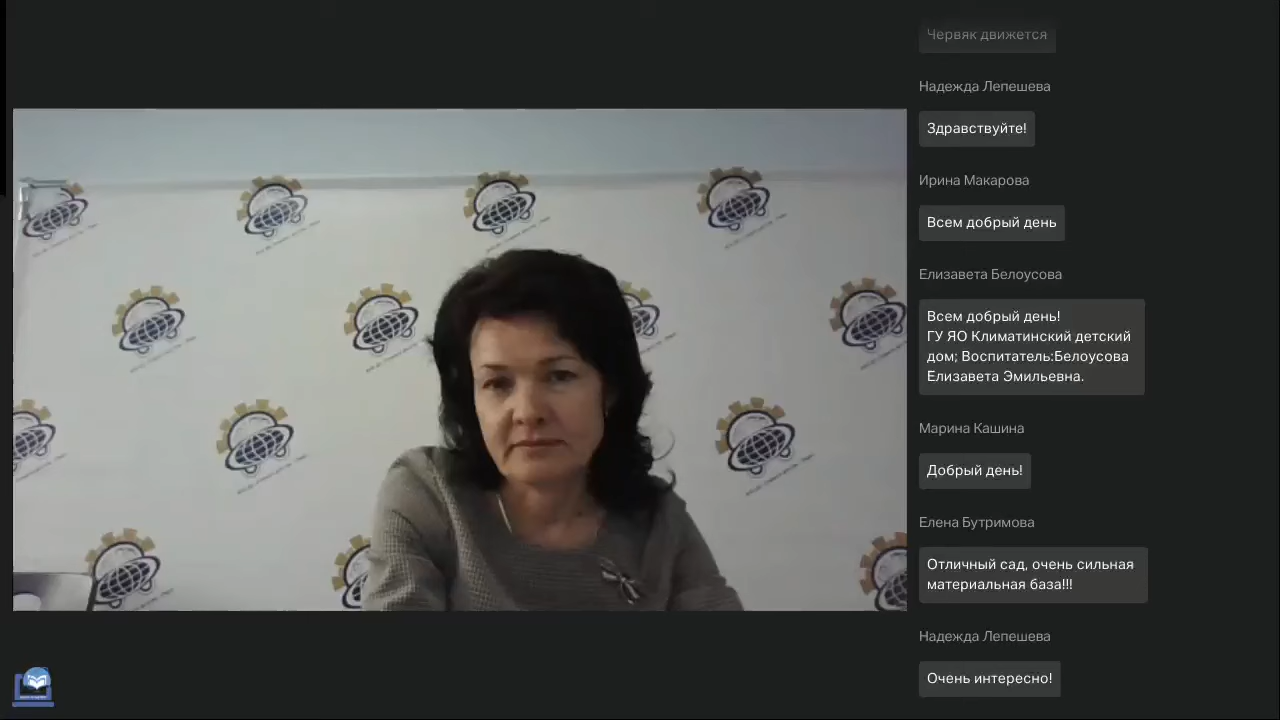 Червяк движется
Надежда Лепешева
Здравствуйте!
Ирина Макарова
Всем добрый день
Елизавета Белоусова
Всем добрый день!
ГУ ЯО Климатинский детский
дом; Воспитатель:Белоусова
Елизавета Эмильевна.
Марина Кашина
Добрый день!
Елена Бутримова
Отличный сад, очень сильная
материальная база!!!
Надежда Лепешева
Очень интересно!